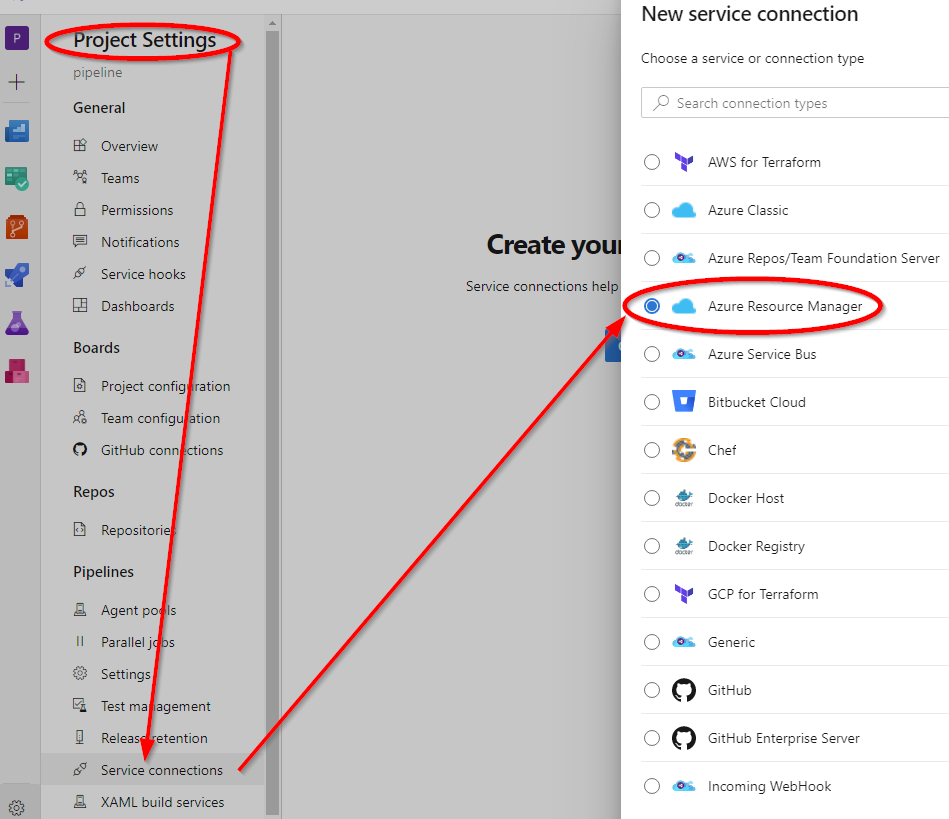 P
Project Settings
pipeline
General
Overview
Teams
Permissions
Notifications
Service hooks
Dashboards
Boards
Project configuration
Team configuration
GitHub connections
Repos
Repositories
Pipelines
Agent pools
Parallel jobs
Settings
Test management
Release retention
Service connections
XAML build services
Create your
Service connections help
New service connection
Choose a service or connection type
Search connection types
AWS for Terraform
Azure Classic
Azure Repos/Team Foundation Server
Azure Resource Manager
Azure Service Bus
Bitbucket Cloud
Chef
Docker Host
Docker Registry
GCP for Terraform
Generic
GitHub
GitHub Enterprise Server
Incoming WebHook